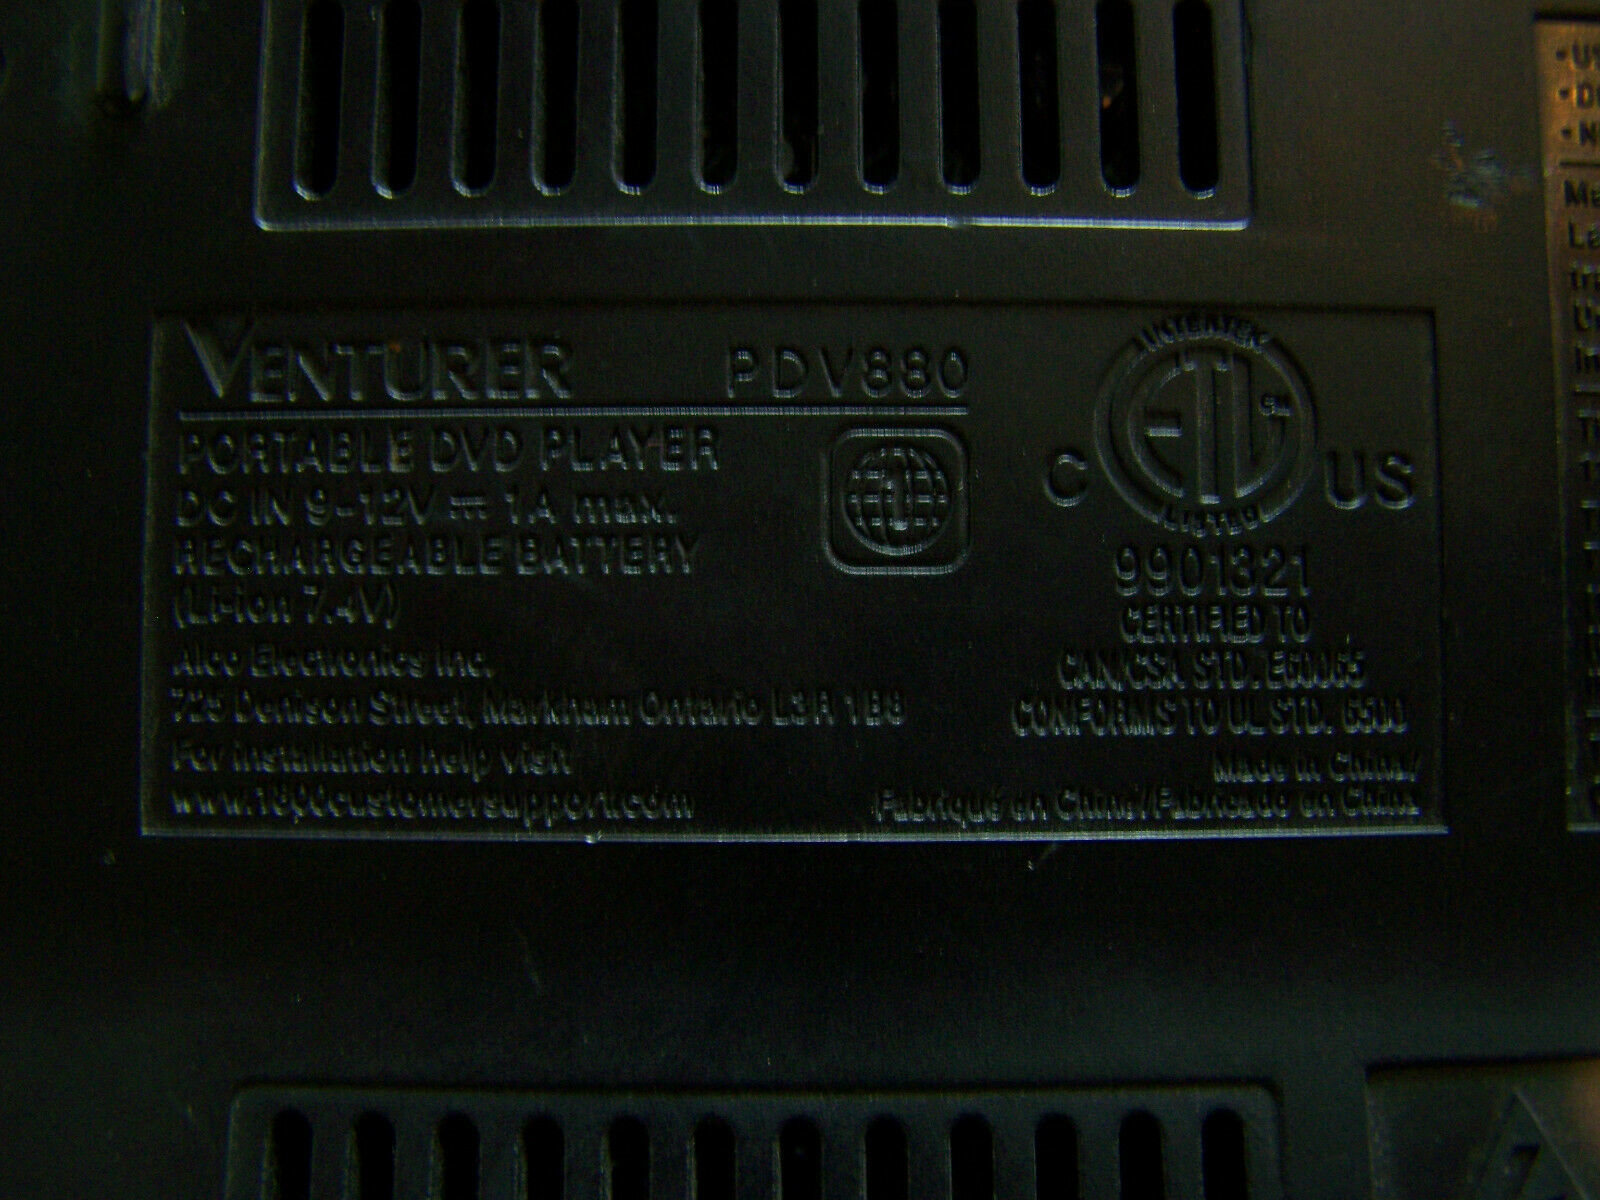 VENTURER PDV880
PORTABLE DVD PLAYER
DC IN 9-12V ⎓ 1A max.
RECHARGEABLE BATTERY
(Li-ion 7.4V)
Alco Electronics Inc.
725 Denison Street, Markham Ontario L3R 1B8
For installation help visit
www.1800customersupport.com
INTERTEK
ETL CM
C US
LISTED
9901321
CERTIFIED TO
CAN/CSA STD. E60065
CONFORMS TO UL STD. 6500
Made in China/
Fabriqué en Chine/Fabricado en China